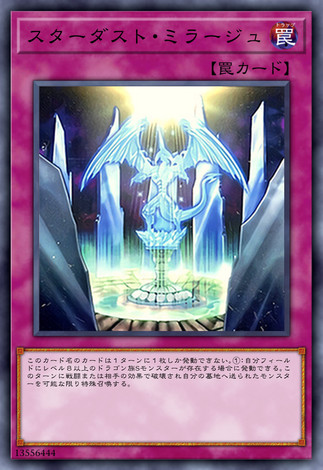 スターダスト・ミラージュ
トラップ
罠
【罠カード】
このカード名のカードは１ターンに１枚しか発動できない。①：自分フィール
ドにレベル８以上のドラゴン族Sモンスターが存在する場合に発動できる。こ
のターンに戦闘または相手の効果で破壊され自分の墓地へ送られたモンスタ
ーを可能な限り特殊召喚する。
13556444